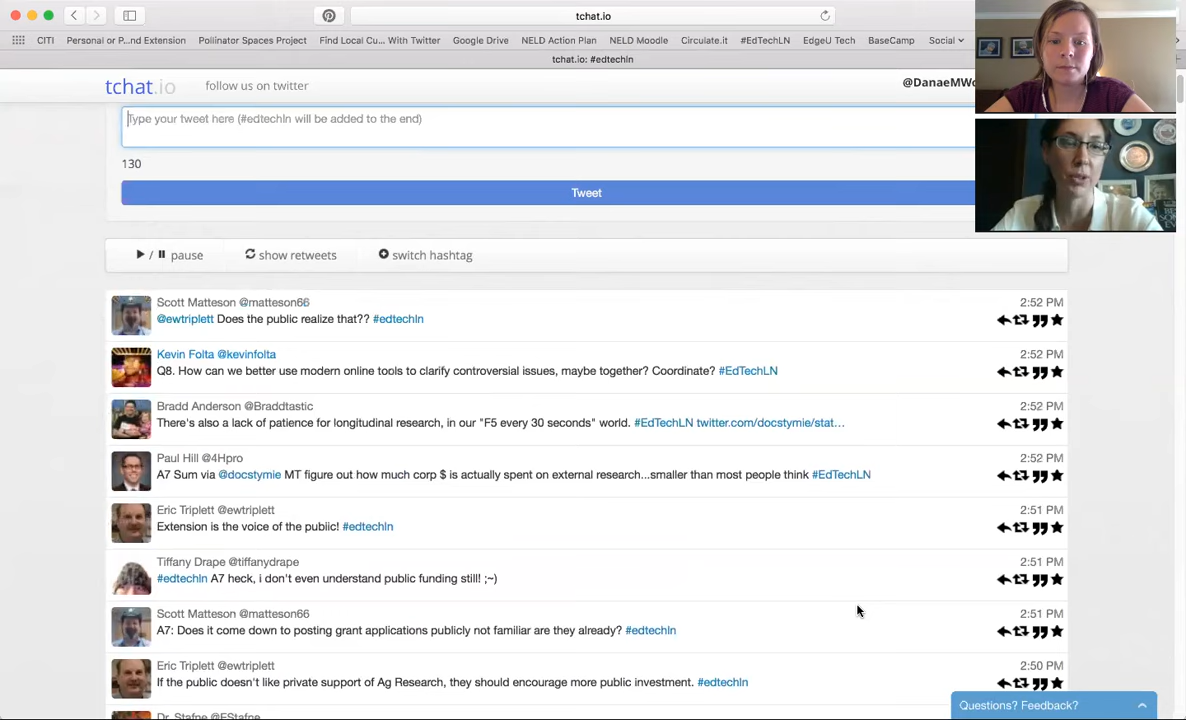 tchat.io
CITI Personal or P...nd Extension Pollinator Spaces Project Find Local Cu... With Twitter Google Drive NELD Action Plan NELD Moodle Circulate.it #EdTechLN EdgeU Tech BaseCamp Social
tchat.io: #edtechln
tchat.io follow us on twitter
Type your tweet here (#edtechln will be added to the end)
130
Tweet
/ pause show retweets switch hashtag
Scott Matteson @matteson66 2:52 PM
@ewtriplett Does the public realize that?? #edtechln
Kevin Folta @kevinfolta 2:52 PM
Q8. How can we better use modern online tools to clarify controversial issues, maybe together? Coordinate? #EdTechLN
Bradd Anderson @Braddtastic 2:52 PM
There's also a lack of patience for longitudinal research, in our "F5 every 30 seconds" world. #EdTechLN twitter.com/docstymie/stat...
Paul Hill @4Hpro 2:52 PM
A7 Sum via @docstymie MT figure out how much corp $ is actually spent on external research...smaller than most people think #EdTechLN
Eric Triplett @ewtriplett 2:51 PM
Extension is the voice of the public! #edtechln
Tiffany Drape @tiffanydrape 2:51 PM
#edtechln A7 heck, i don't even understand public funding still! ;~)
Scott Matteson @matteson66 2:51 PM
A7: Does it come down to posting grant applications publicly not familiar are they already? #edtechln
Eric Triplett @ewtriplett 2:50 PM
If the public doesn't like private support of Ag Research, they should encourage more public investment. #edtechln
Dr. Stafne @EStafne
Questions? Feedback?